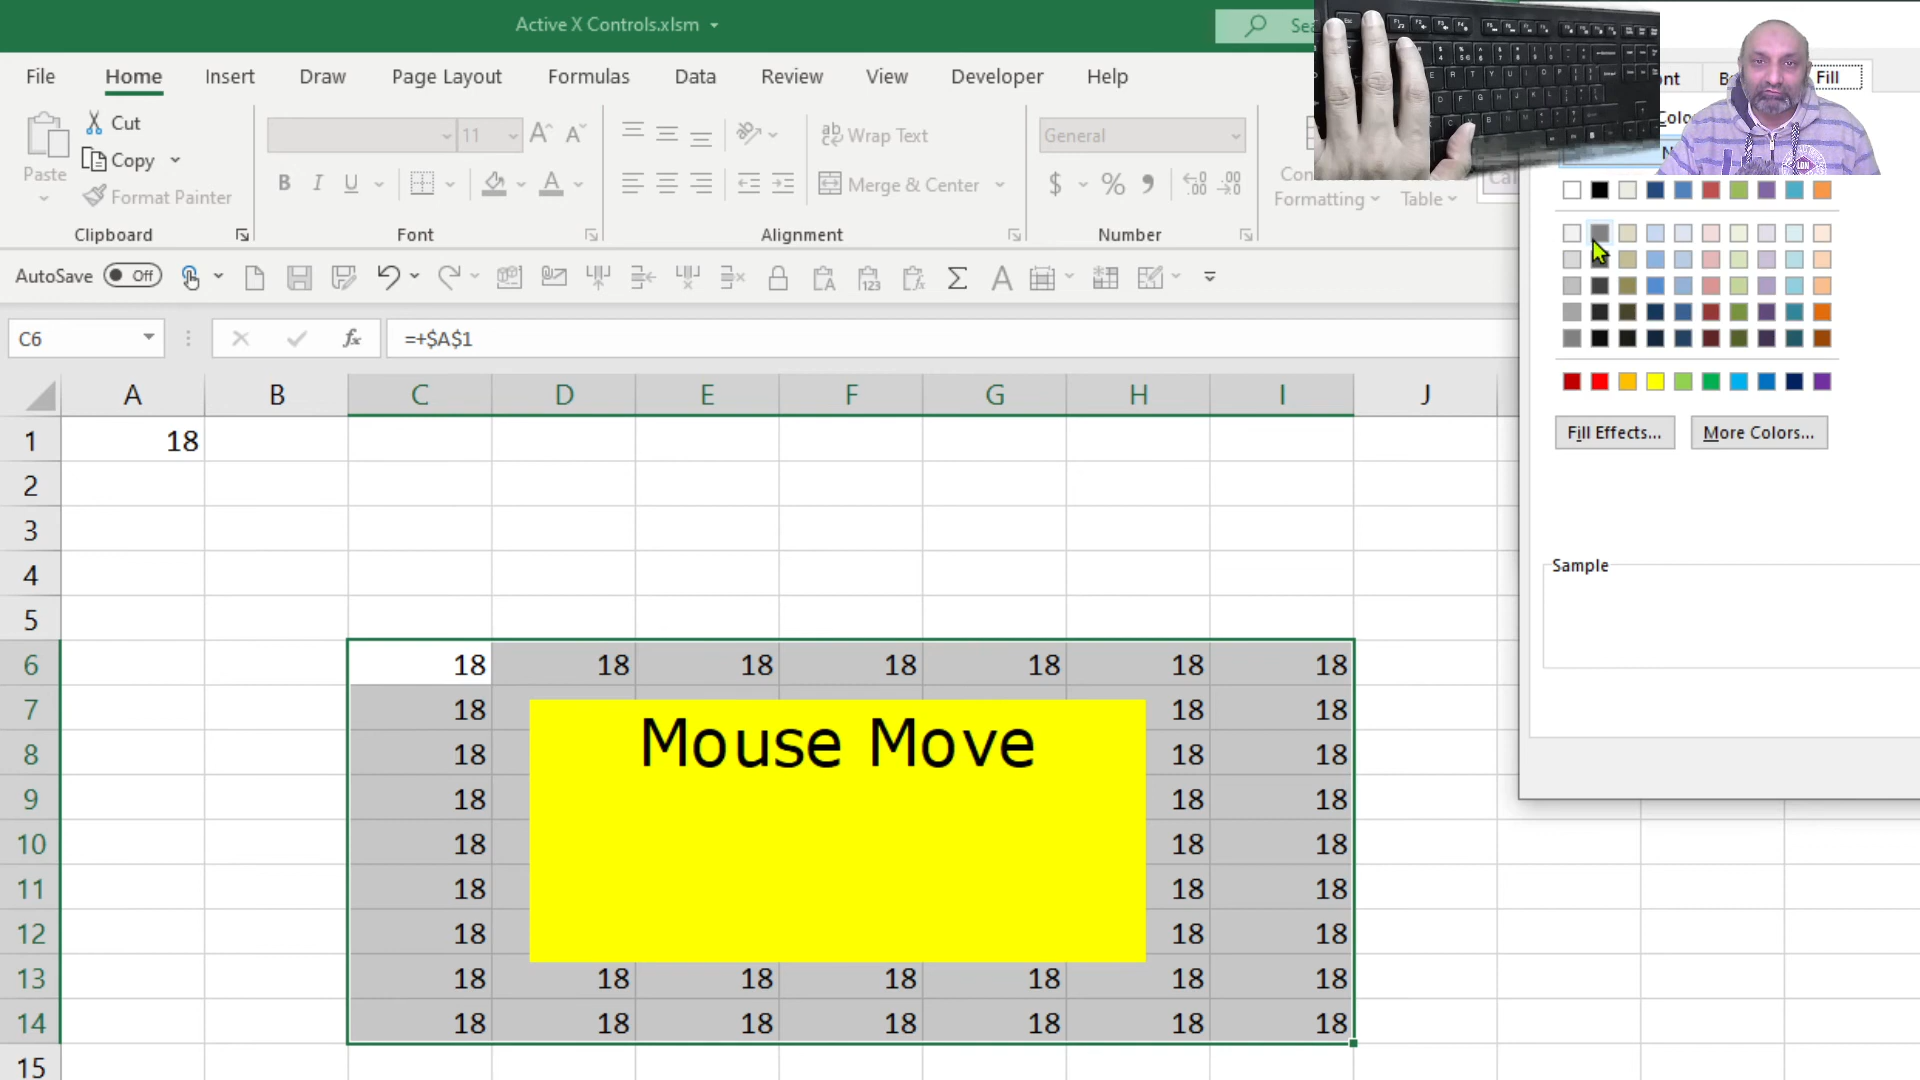 Active X Controls.xlsm
File Home Insert Draw Page Layout Formulas Data Review View Developer Help
Fill
Cut
Copy
Format Painter
Paste
11
Wrap Text
Merge & Center
General
Formatting
Table
Clipboard
Font
Alignment
Number
AutoSave Off
C6
=+$A$1
A B C D E F G H I J
1 18
2
3
4
5
6 18 18 18 18 18 18 18
7 18 18 18
8 18 18 18
9 18 18 18
10 18 18 18
11 18 18 18
12 18 18 18
13 18 18 18 18 18 18 18
14 18 18 18 18 18 18 18
15
Mouse Move
Fill Effects...
More Colors...
Sample